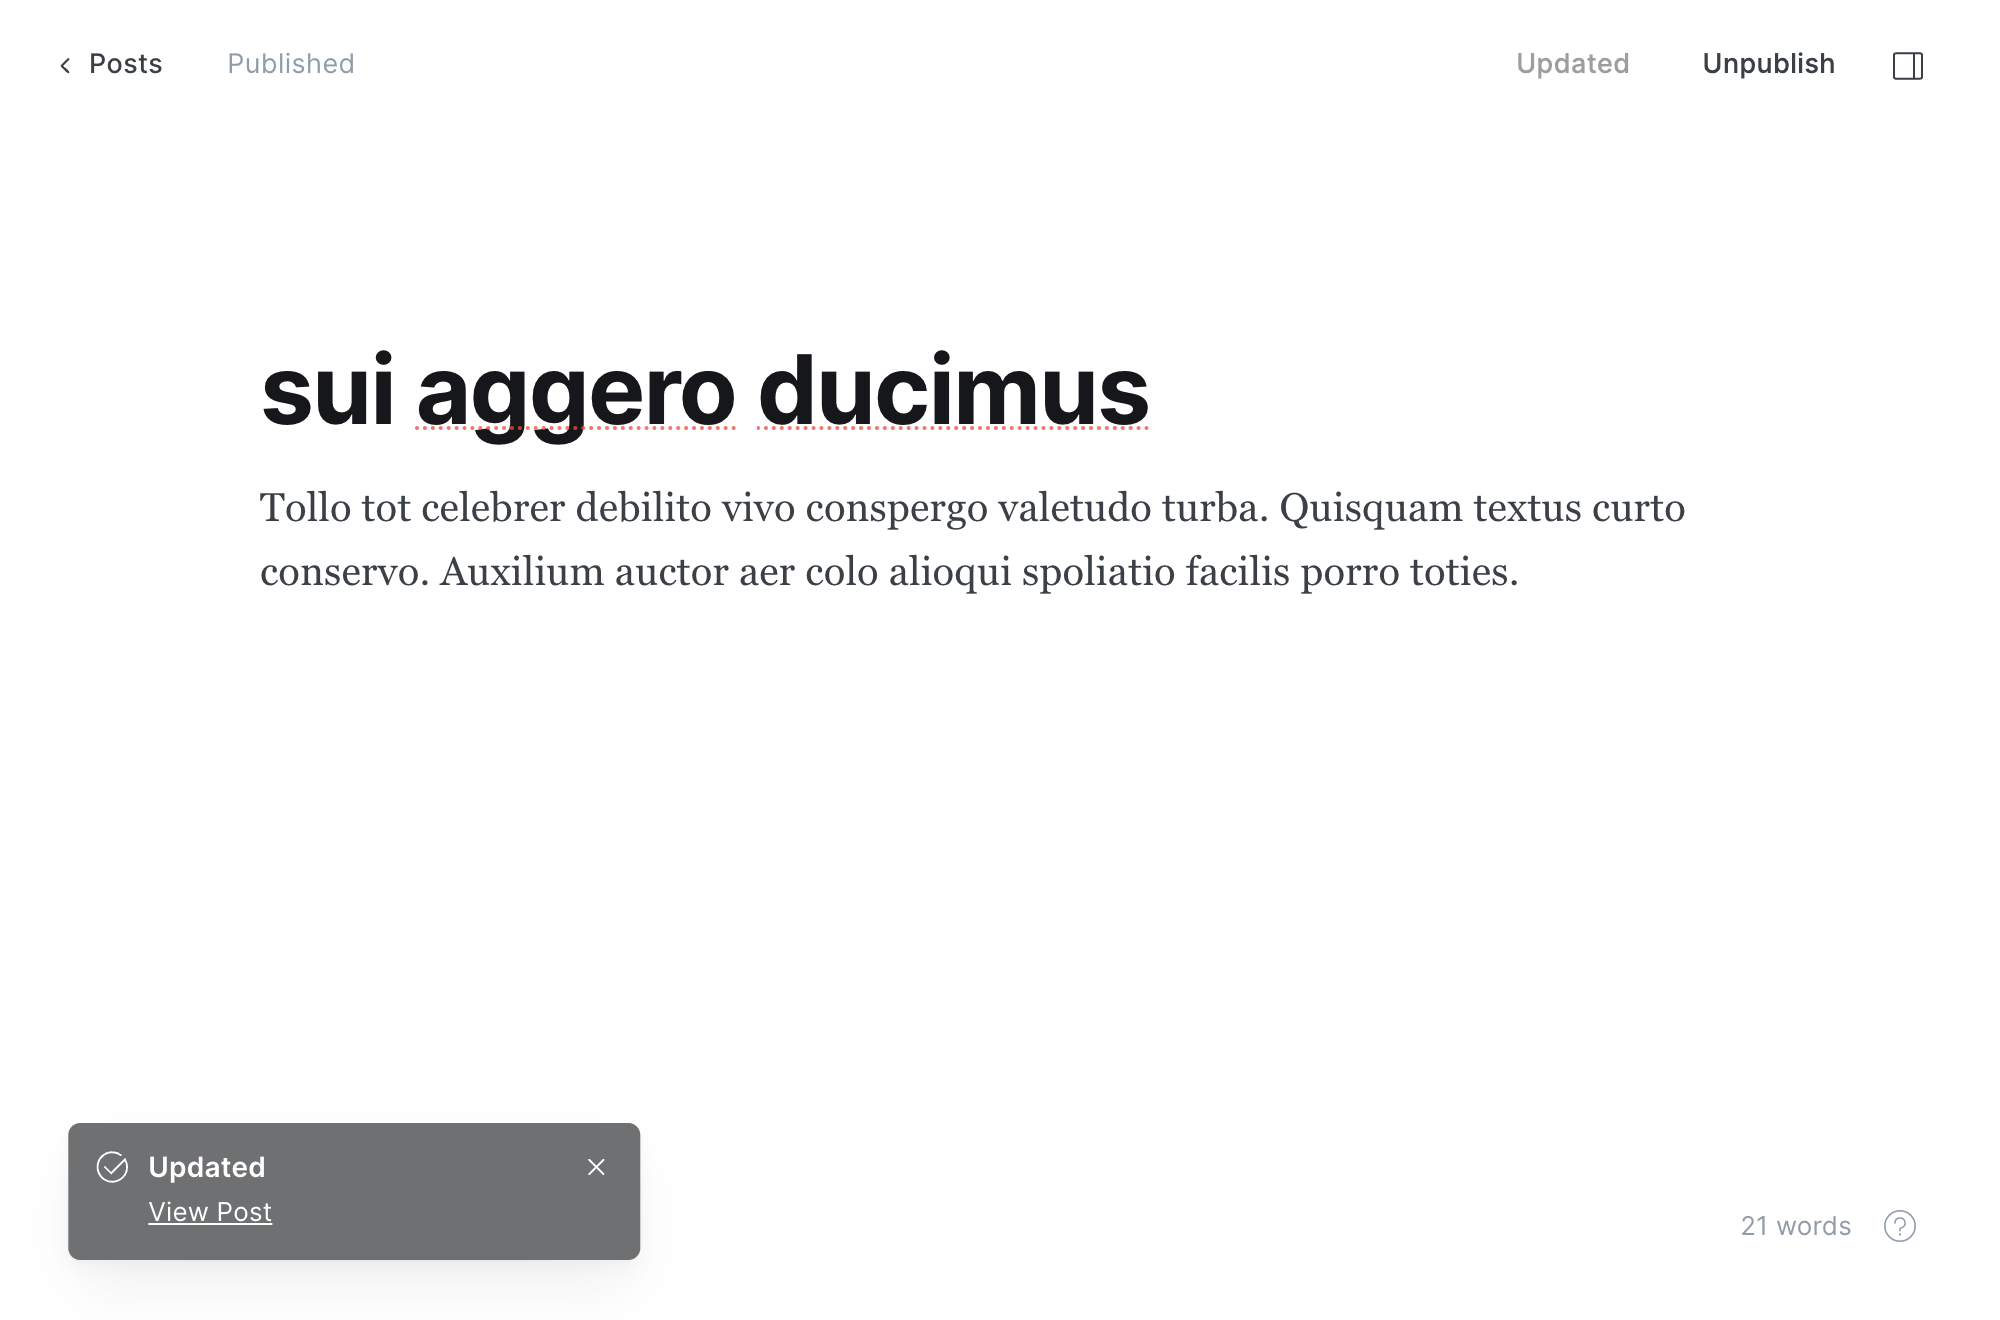 Posts
Published
Updated
Unpublish
sui aggero ducimus
Tollo tot celebrer debilito vivo conspergo valetudo turba. Quisquam textus curto
conservo. Auxilium auctor aer colo alioqui spoliatio facilis porro toties.
Updated
View Post
21 words
?